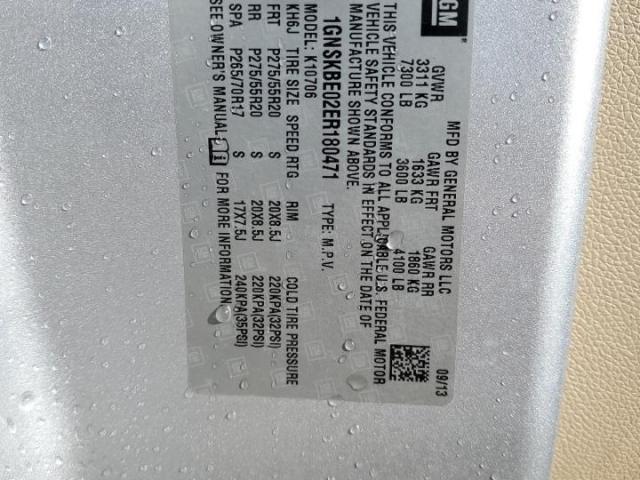 GM
MFD BY GENERAL MOTORS LLC 09/13
GVWR GAWR FRT GAWR RR
3311 KG 1633 KG 1860 KG
7300 LB 3600 LB 4100 LB
THIS VEHICLE CONFORMS TO ALL APPLICABLE U.S. FEDERAL MOTOR
VEHICLE SAFETY STANDARDS IN EFFECT ON THE DATE OF
MANUFACTURE SHOWN ABOVE.
1GNSKBE02ER180471 TYPE: M.P.V.
MODEL: K10706
KH6J TIRE SIZE SPEED RTG RIM COLD TIRE PRESSURE
FRT P275/55R20 S 20X8.5J 220KPA(32PSI)
RR P275/55R20 S 20X8.5J 220KPA(32PSI)
SPA P265/70R17 S 17X7.5J 240KPA(35PSI)
SEE OWNER'S MANUAL FOR MORE INFORMATION.